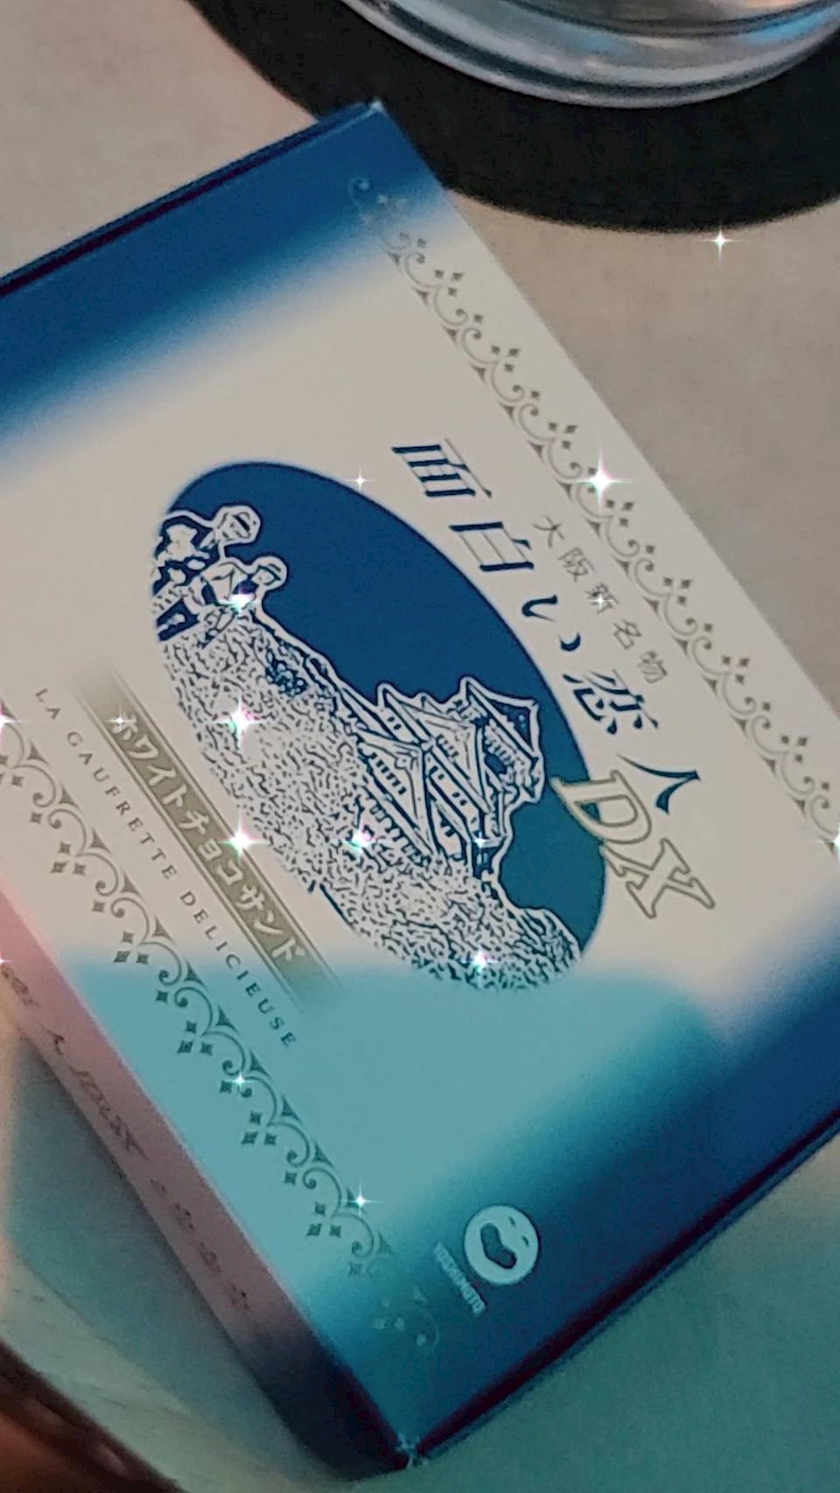 大阪新名物
面白い恋人
DX
ホワイトチョコサンド
LA GAUFRETTE DELICIEUSE
YOSHIMOTO